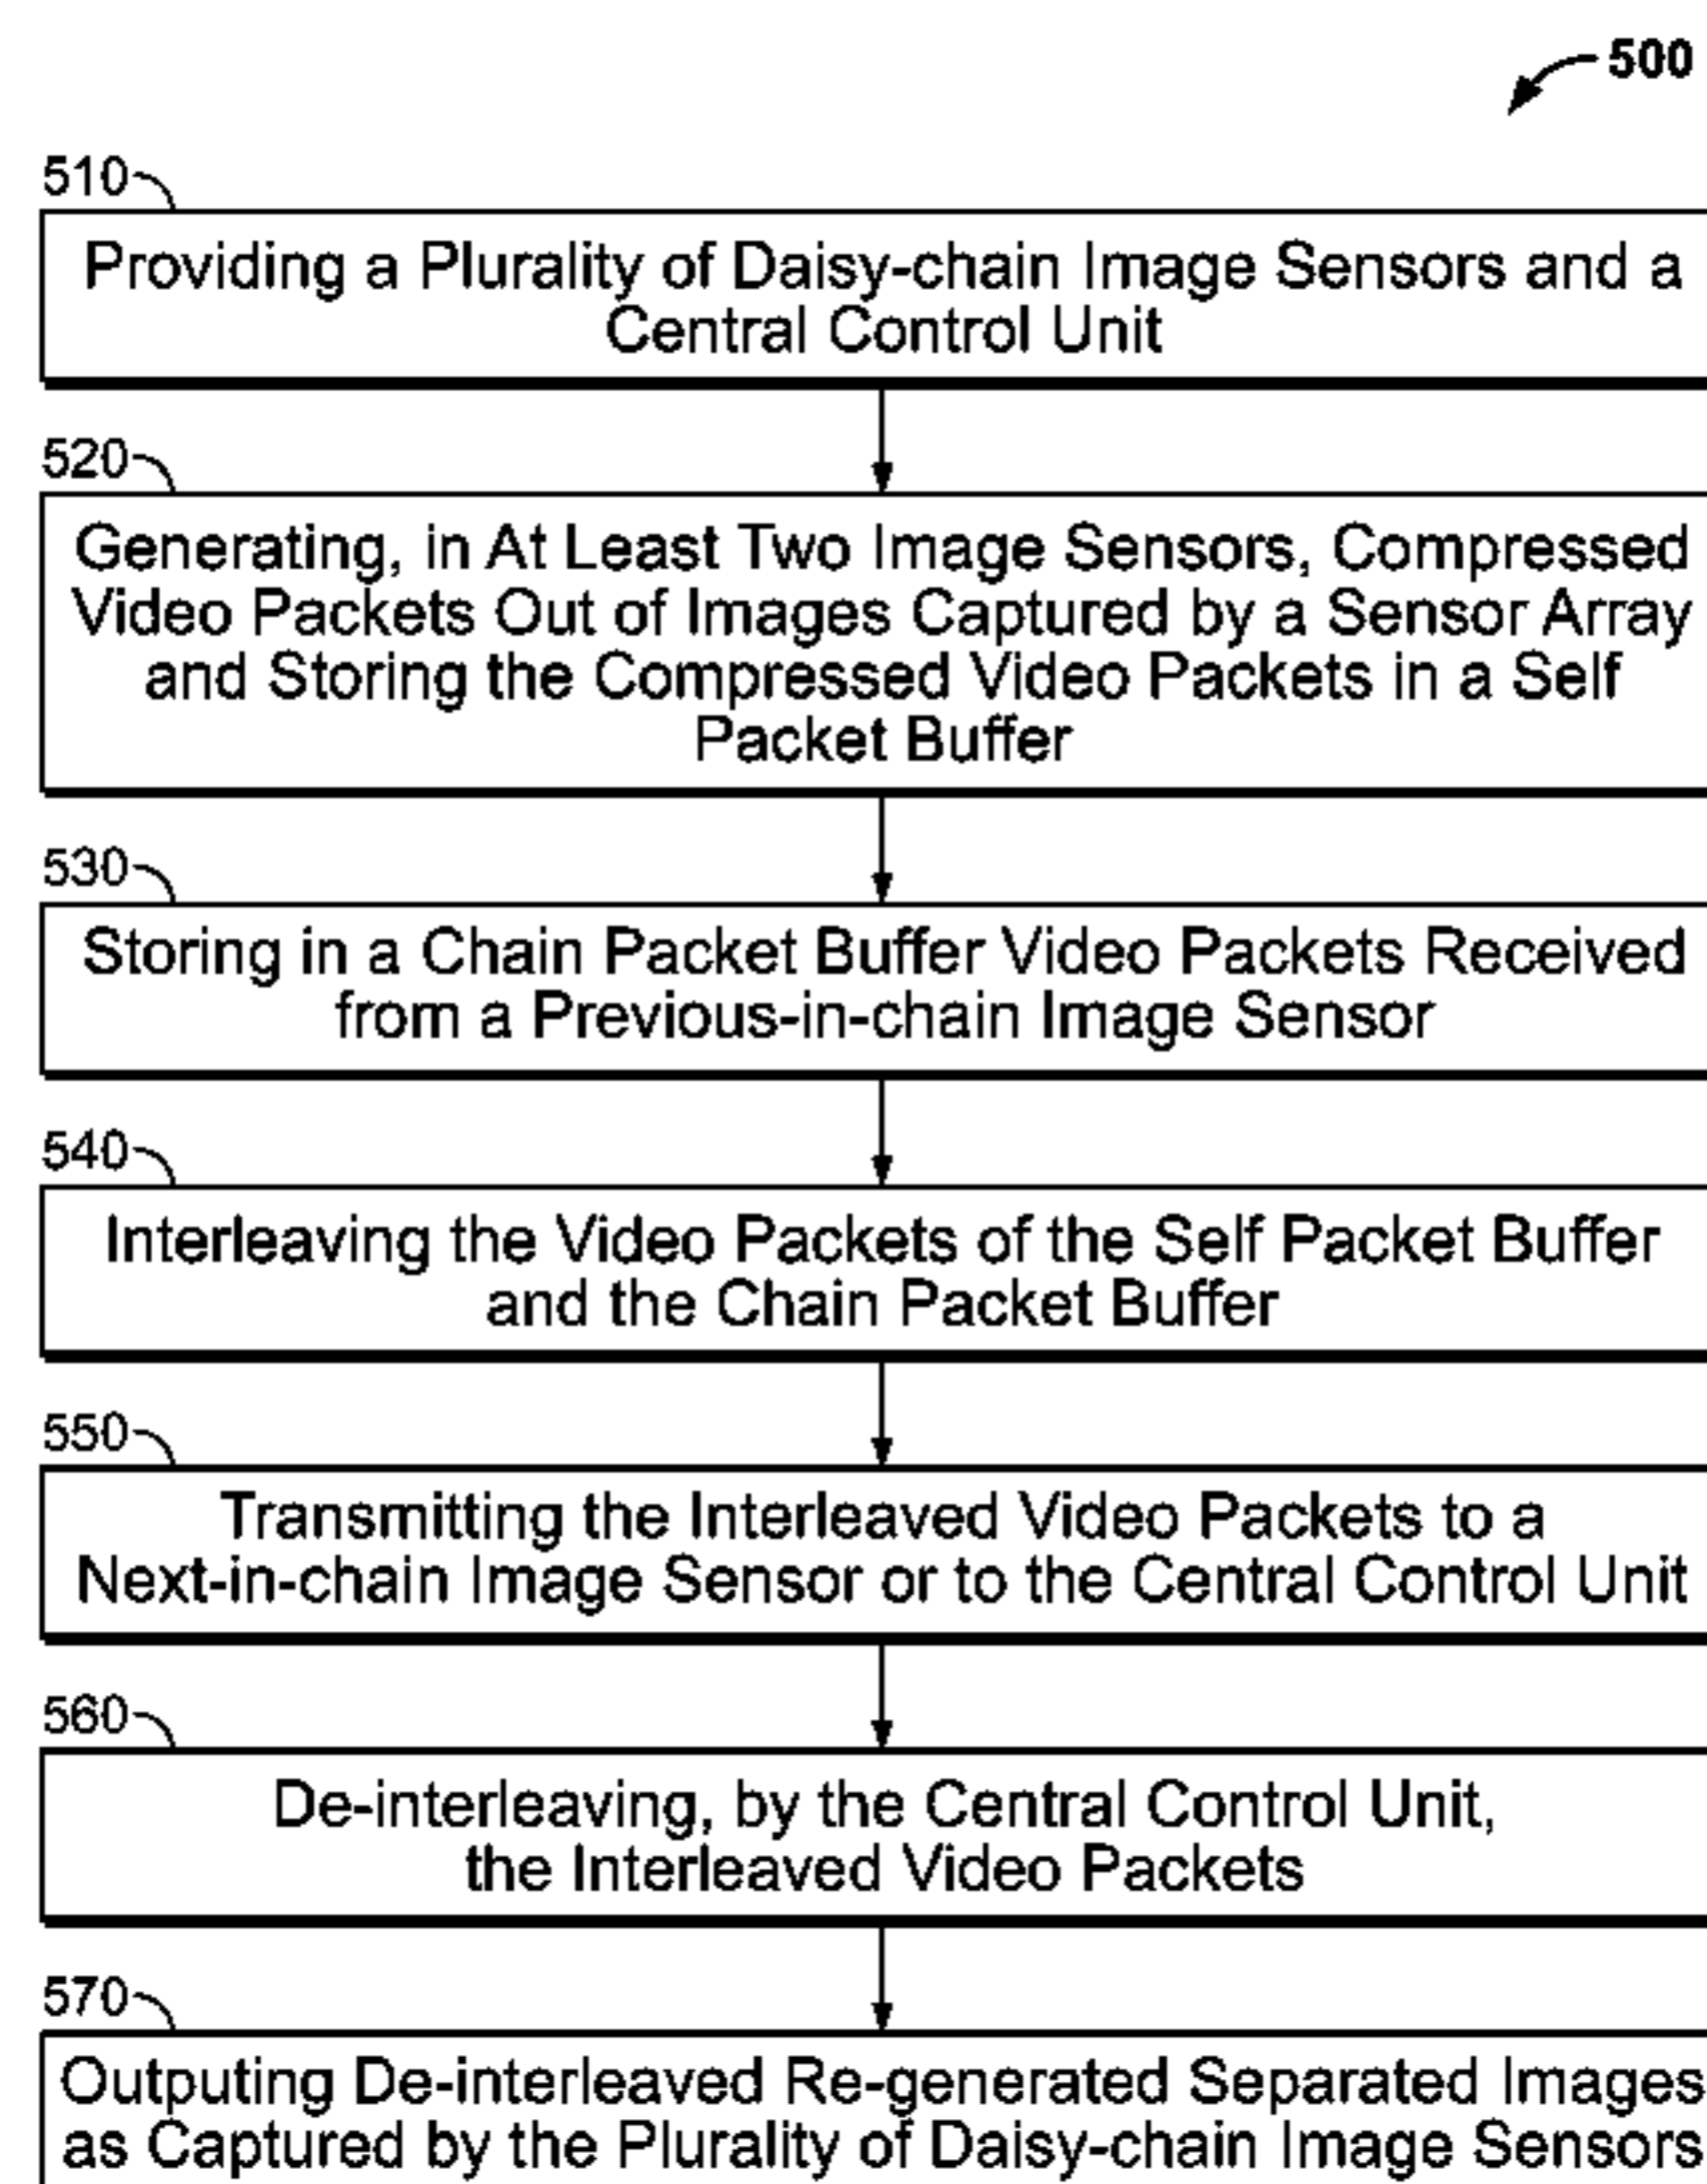 500
510
Providing a Plurality of Daisy-chain Image Sensors and a
Central Control Unit
520
Generating, in At Least Two Image Sensors, Compressed
Video Packets Out of Images Captured by a Sensor Array
and Storing the Compressed Video Packets in a Self
Packet Buffer
530
Storing in a Chain Packet Buffer Video Packets Received
from a Previous-in-chain Image Sensor
540
Interleaving the Video Packets of the Self Packet Buffer
and the Chain Packet Buffer
550
Transmitting the Interleaved Video Packets to a
Next-in-chain Image Sensor or to the Central Control Unit
560
De-interleaving, by the Central Control Unit,
the Interleaved Video Packets
570
Outputing De-interleaved Re-generated Separated Images
as Captured by the Plurality of Daisy-chain Image Sensors